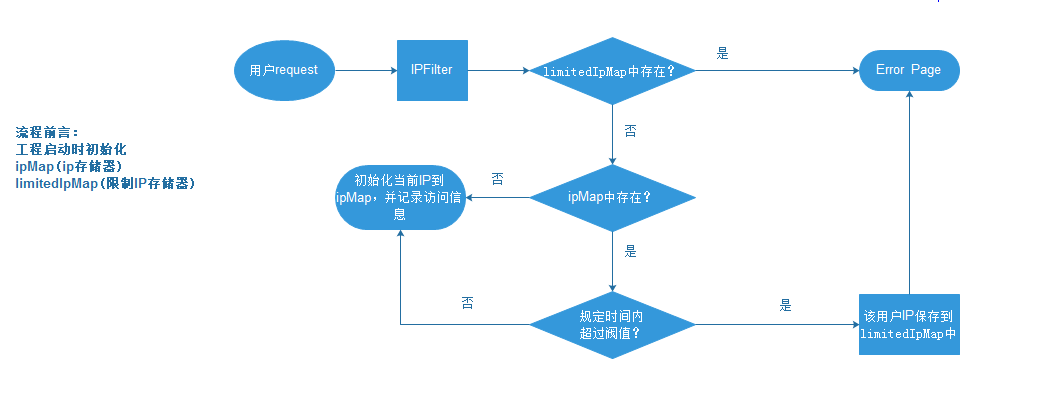 用户request
IPFilter
limitedIpMap中存在？
是
Error Page
否
流程前言：
工程启动时初始化
ipMap(ip存储器)
limitedIpMap(限制IP存储器)
初始化当前IP到
ipMap，并记录访问信
息
否
ipMap中存在？
是
否
规定时间内
超过阀值？
是
该用户IP保存到
limitedIpMap中